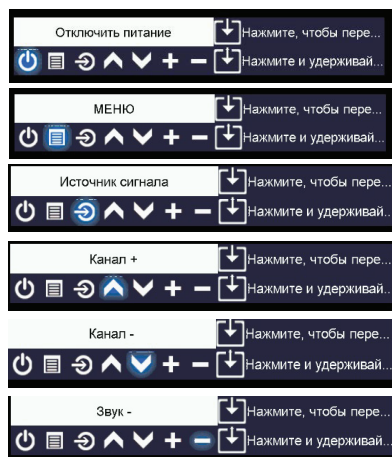 Отключить питание Нажмите, чтобы пере...
Нажмите и удерживай...
МЕНЮ Нажмите, чтобы пере...
Нажмите и удерживай...
Источник сигнала Нажмите, чтобы пере...
Нажмите и удерживай..
Канал + Нажмите, чтобы пере...
Нажмите и удерживай...
Канал - Нажмите, чтобы пере...
Нажмите и удерживай...
Звук - Нажмите, чтобы пере...
Нажмите и удерживай...